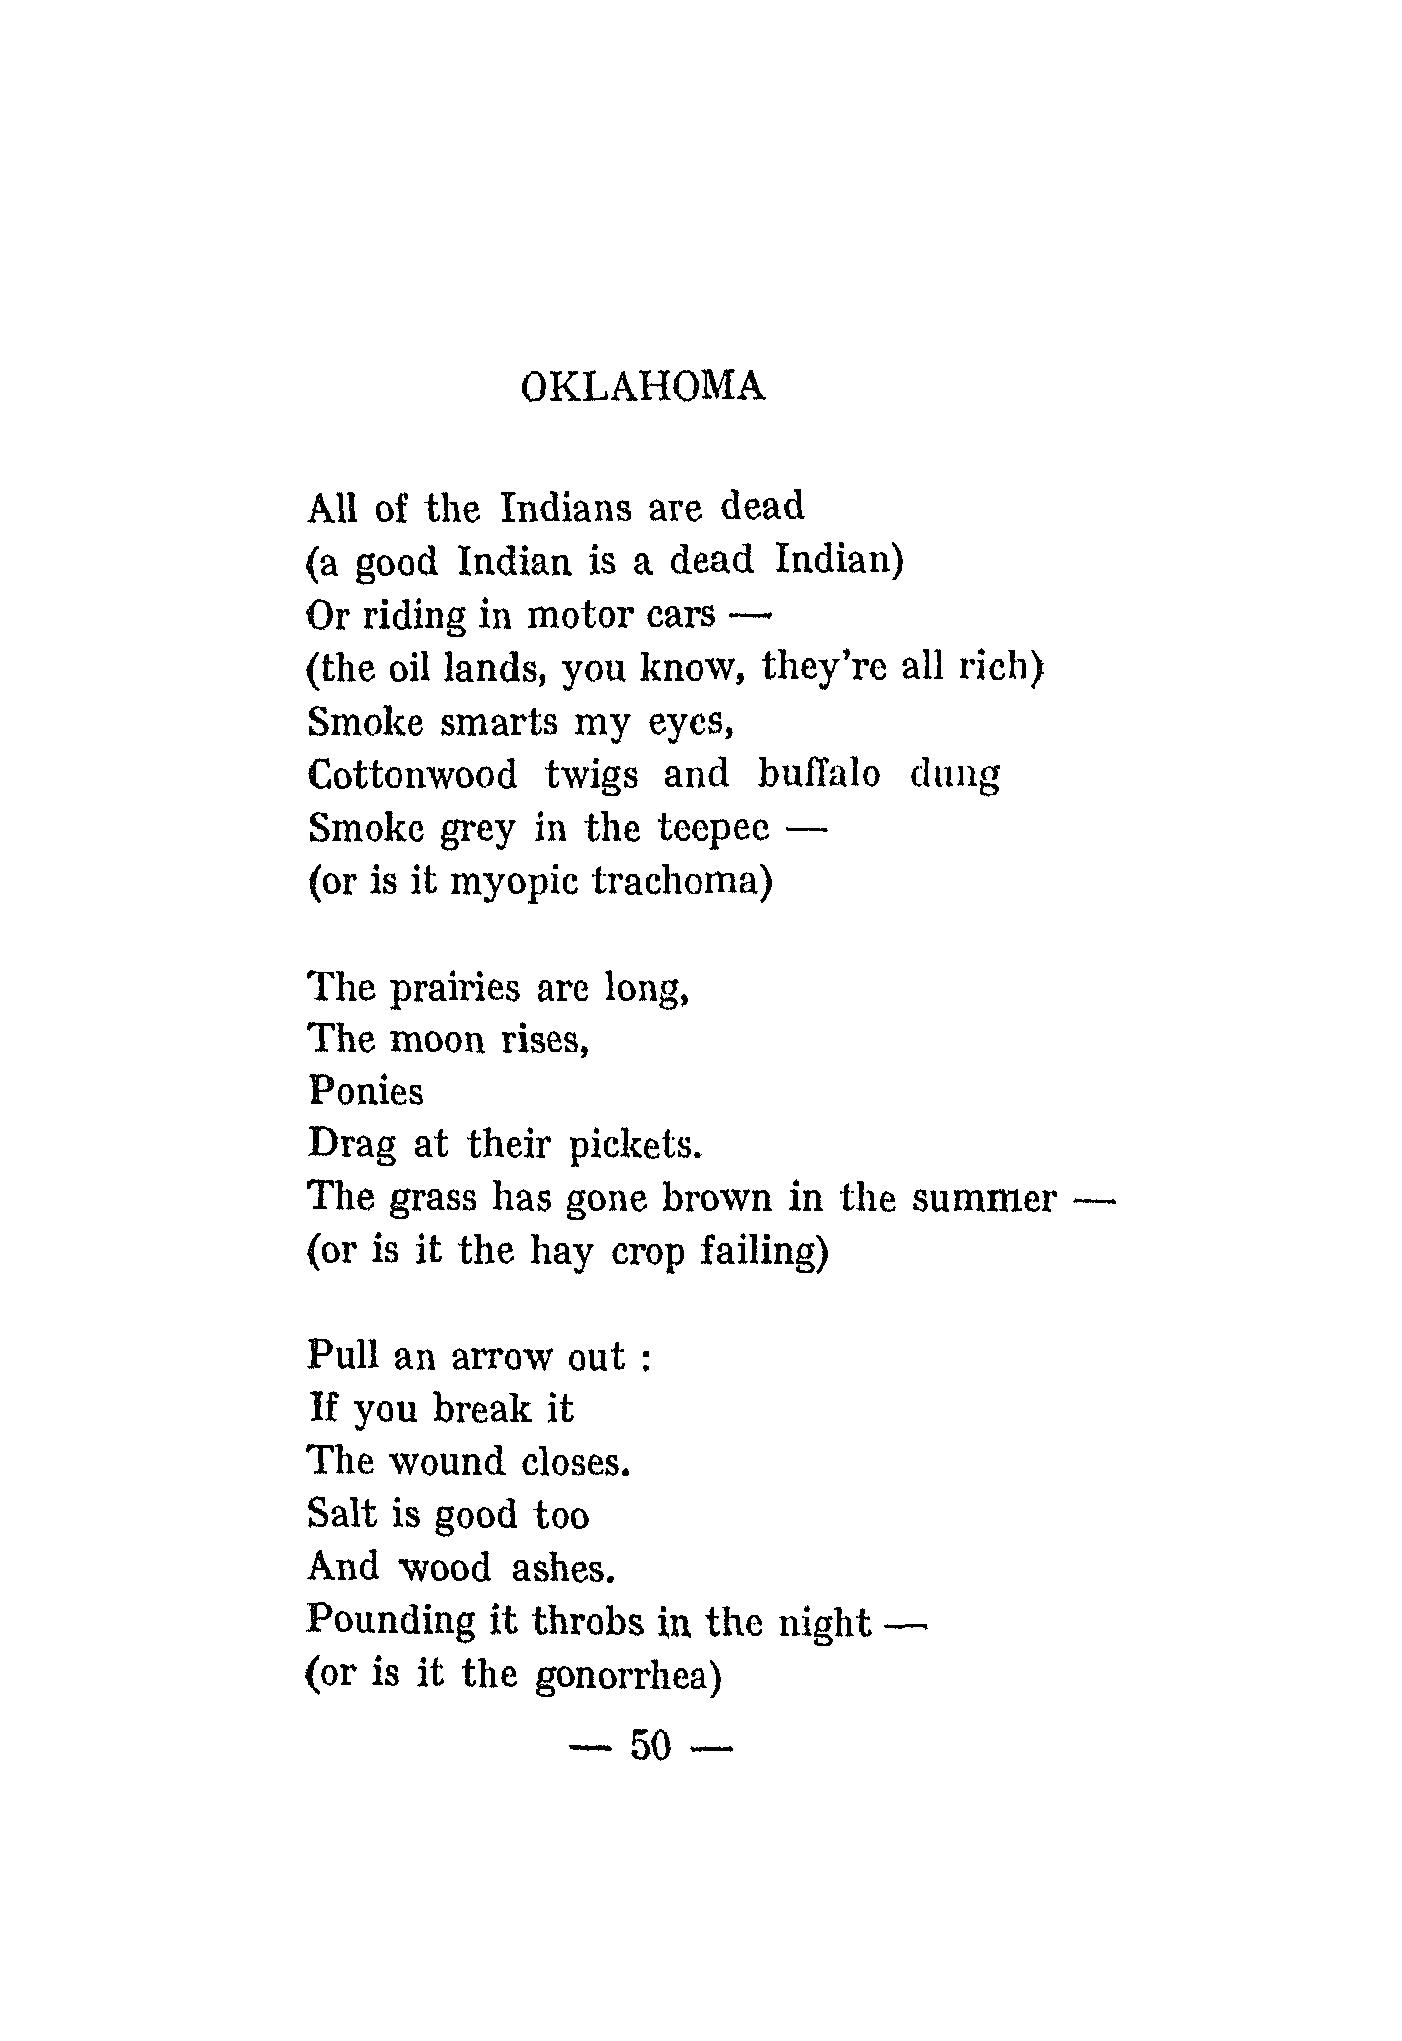 OKLAHOMA
All of the Indians are dead
(a good Indian is a dead Indian)
Or riding in motor cars —
(the oil lands, you know, they're all rich)
Smoke smarts my eyes,
Cottonwood twigs and buffalo dung
Smoke grey in the teepee —
(or is it myopic trachoma)
The prairies are long,
The moon rises,
Ponies
Drag at their pickets.
The grass has gone brown in the summer —
(or is it the hay crop failing)
Pull an arrow out :
If you break it
The wound closes.
Salt is good too
And wood ashes.
Pounding it throbs in the night —
(or is it the gonorrhea)
— 50 —